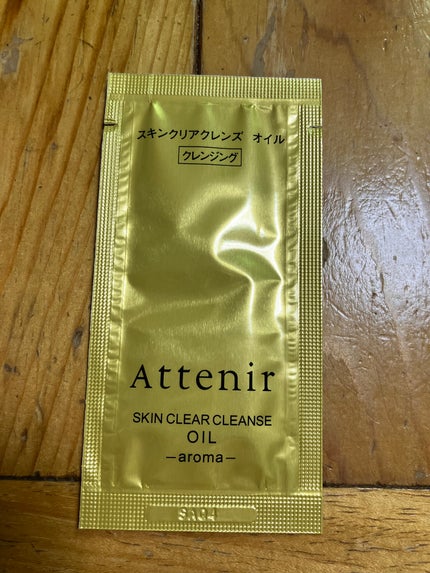 スキンクリアクレンズ オイル
クレンジング
Attenir
SKIN CLEAR CLEANSE
OIL
-aroma-